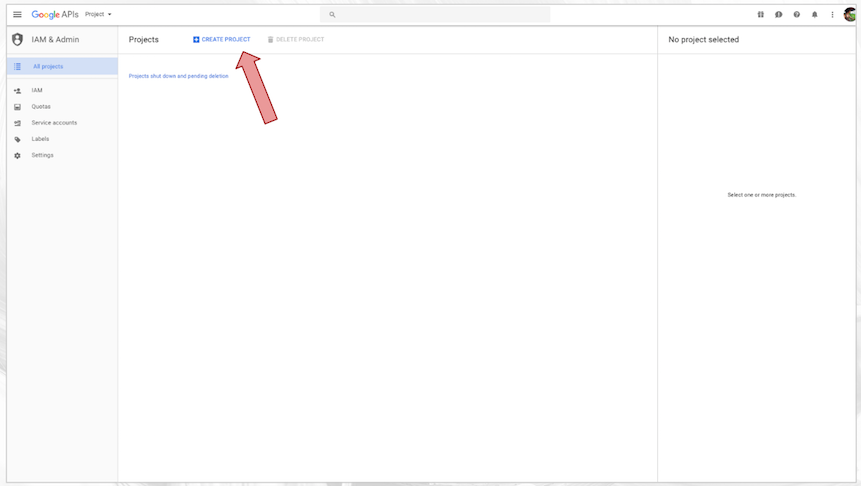 Google APIs Project
IAM & Admin
Projects CREATE PROJECT DELETE PROJECT
No project selected
All projects
Projects shut down and pending deletion
IAM
Quotas
Service accounts
Labels
Settings
Select one or more projects.